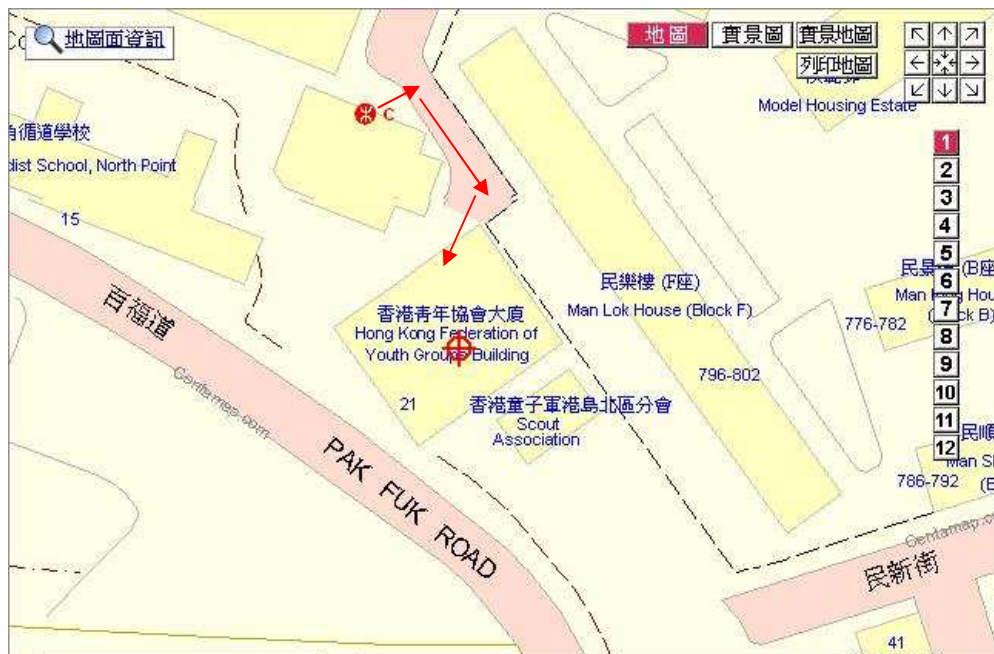 地圖面資訊
地圖
實景圖
實景地圖
列印地圖
Model Housing Estate
C
角循道學校
dist School, North Point
15
1
2
3
4
5
6
7
8
9
10
11
12
香港青年協會大廈
Hong Kong Federation of
Youth Groups Building
21
民樂樓 (F座)
Man Lok House (Block F)
796-802
776-782
香港童子軍港島北區分會
Scout
Association
百福道
PAK FUK ROAD
Centamap.com
786-792
民新街
Centamap.co
41